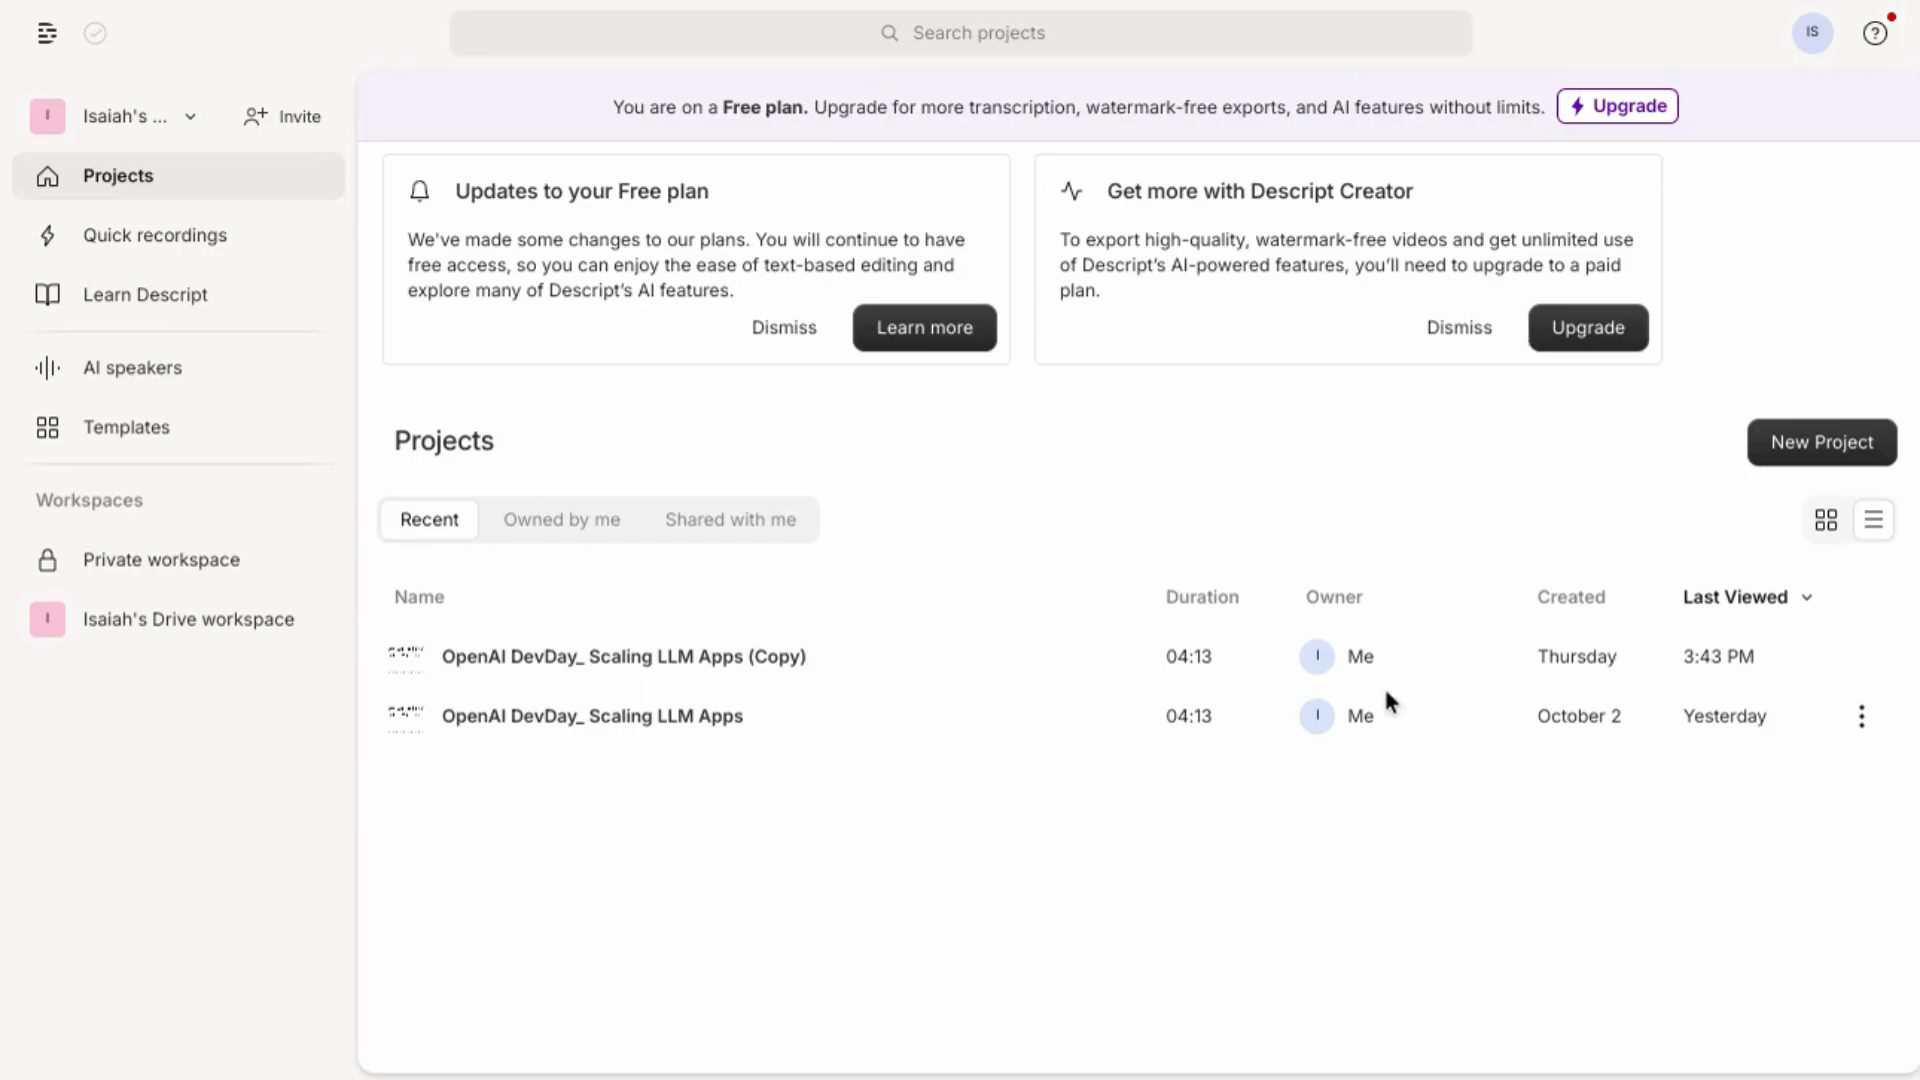 Search projects
IS
I
Isaiah's ...
Invite
You are on a Free plan. Upgrade for more transcription, watermark-free exports, and AI features without limits.
Upgrade
Projects
Quick recordings
Learn Descript
AI speakers
Templates
Workspaces
Private workspace
I
Isaiah's Drive workspace
Updates to your Free plan
We've made some changes to our plans. You will continue to have
free access, so you can enjoy the ease of text-based editing and
explore many of Descript's AI features.
Dismiss
Learn more
Get more with Descript Creator
To export high-quality, watermark-free videos and get unlimited use
of Descript's AI-powered features, you'll need to upgrade to a paid
plan.
Dismiss
Upgrade
Projects
New Project
Recent
Owned by me
Shared with me
Name Duration Owner Created Last Viewed
OpenAI DevDay_ Scaling LLM Apps (Copy) 04:13 I Me Thursday 3:43 PM
OpenAI DevDay_ Scaling LLM Apps 04:13 I Me October 2 Yesterday